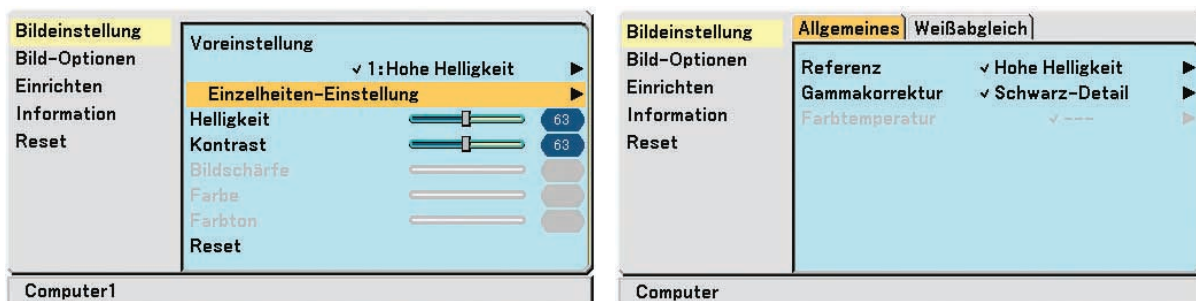 Bildeinstellung
Bild-Optionen
Einrichten
Information
Reset
Voreinstellung
✓ 1:Hohe Helligkeit ▶
Einzelheiten-Einstellung ▶
Helligkeit 63
Kontrast 63
Bildschärfe
Farbe
Farbton
Reset
Computer1
Bildeinstellung
Bild-Optionen
Einrichten
Information
Reset
Allgemeines Weißabgleich
Referenz ✓ Hohe Helligkeit ▶
Gammakorrektur ✓ Schwarz-Detail ▶
Farbtemperatur ✓ --- ▶
Computer